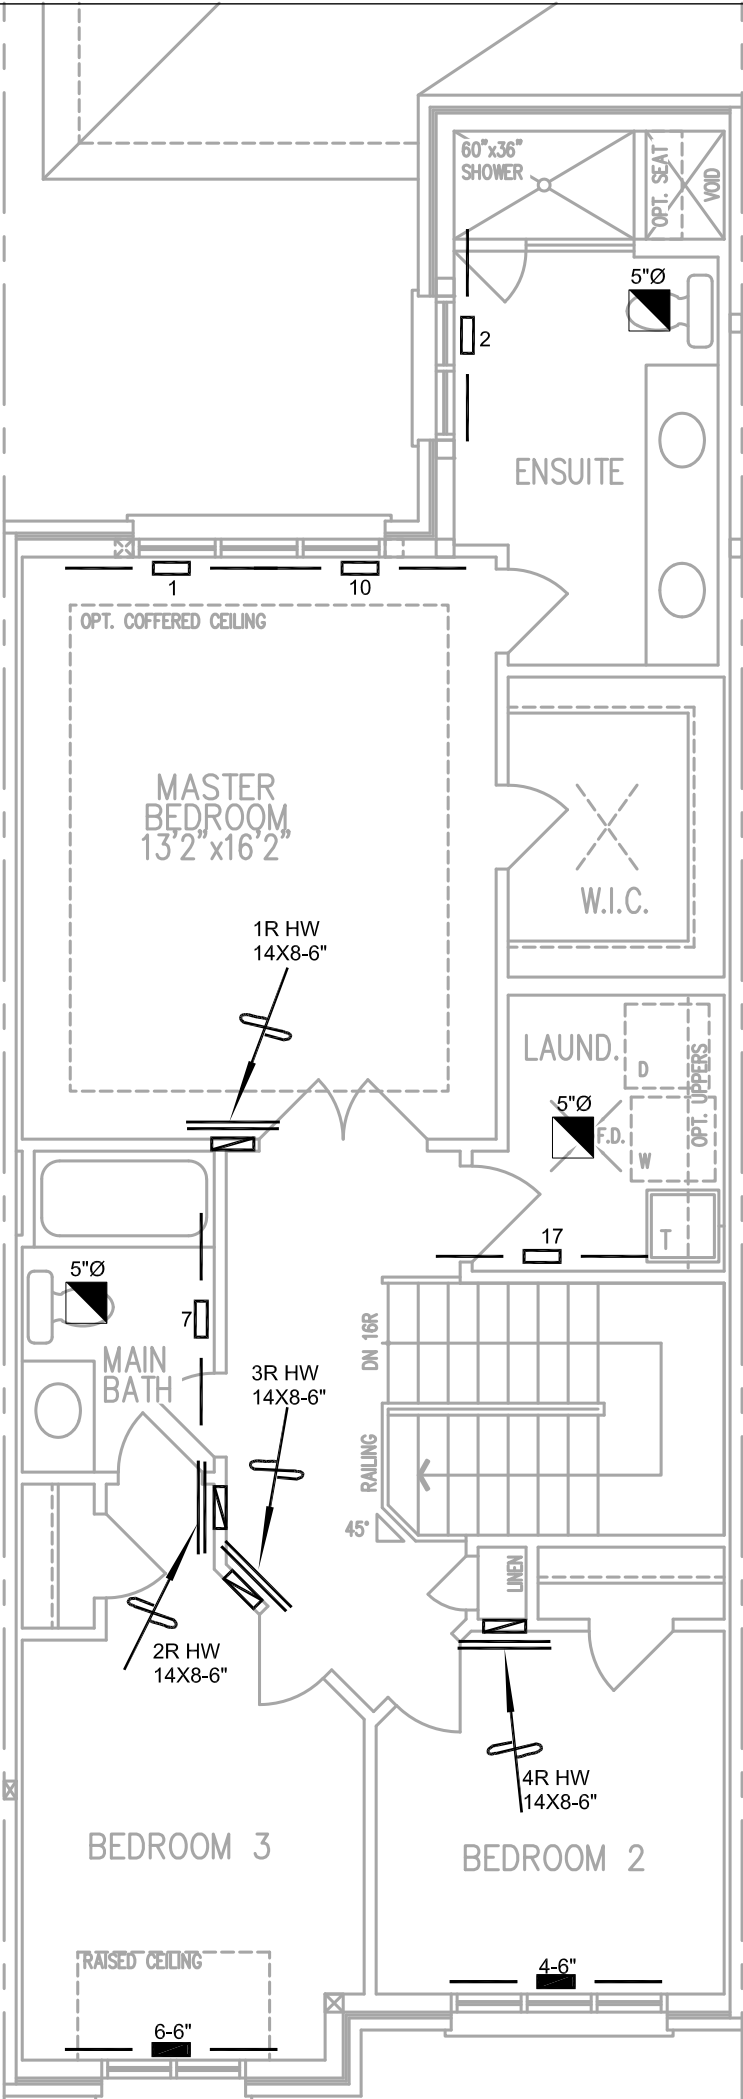 60"x36"
SHOWER
OPT. SEAT
VOID
5"Ø
2
ENSUITE
1
10
OPT. COFFERED CEILING
MASTER
BEDROOM
13'2"x16'2"
W.I.C.
1R HW
14X8-6"
LAUND.
D
OPT. UPPERS
5"Ø
F.D.
W
T
17
5"Ø
7
MAIN
BATH
DN 16R
3R HW
14X8-6"
RAILING
45°
LINEN
2R HW
14X8-6"
4R HW
14X8-6"
BEDROOM 3
BEDROOM 2
RAISED CEILING
4-6"
6-6"